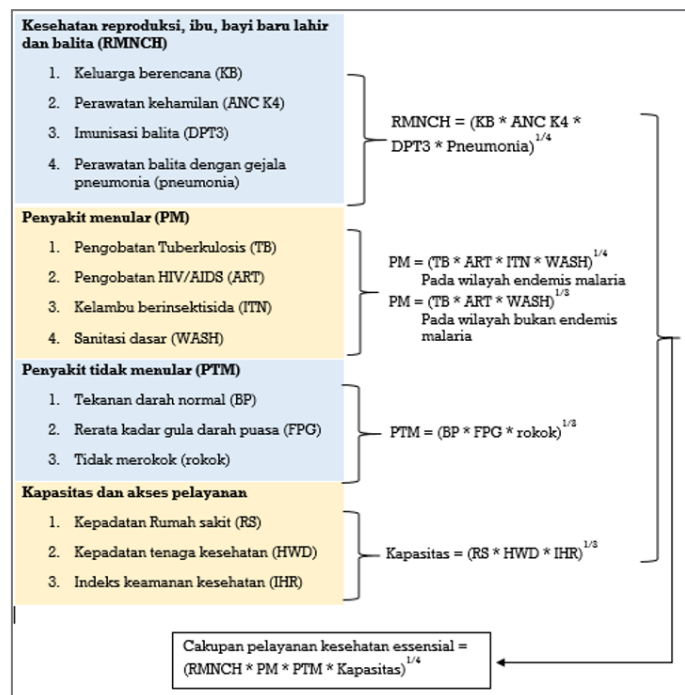 Kesehatan reproduksi, ibu, bayi baru lahir
dan balita (RMNCH)
1. Keluarga berencana (KB)
2. Perawatan kehamilan (ANC K4)
3. Imunisasi balita (DPT3)
4. Perawatan balita dengan gejala
pneumonia (pneumonia)
RMNCH = (KB * ANC K4 *
DPT3 * Pneumonia)^1/4
Penyakit menular (PM)
1. Pengobatan Tuberkulosis (TB)
2. Pengobatan HIV/AIDS (ART)
3. Kelambu berinsektisida (ITN)
4. Sanitasi dasar (WASH)
PM = (TB * ART * ITN * WASH)^1/4
Pada wilayah endemis malaria
PM = (TB * ART * WASH)^1/3
Pada wilayah bukan endemis
malaria
Penyakit tidak menular (PTM)
1. Tekanan darah normal (BP)
2. Rerata kadar gula darah puasa (FPG)
3. Tidak merokok (rokok)
PTM = (BP * FPG * rokok)^1/3
Kapasitas dan akses pelayanan
1. Kepadatan Rumah sakit (RS)
2. Kepadatan tenaga kesehatan (HWD)
3. Indeks keamanan kesehatan (IHR)
Kapasitas = (RS * HWD * IHR)^1/3
Cakupan pelayanan kesehatan essensial =
(RMNCH * PM * PTM * Kapasitas)^1/4